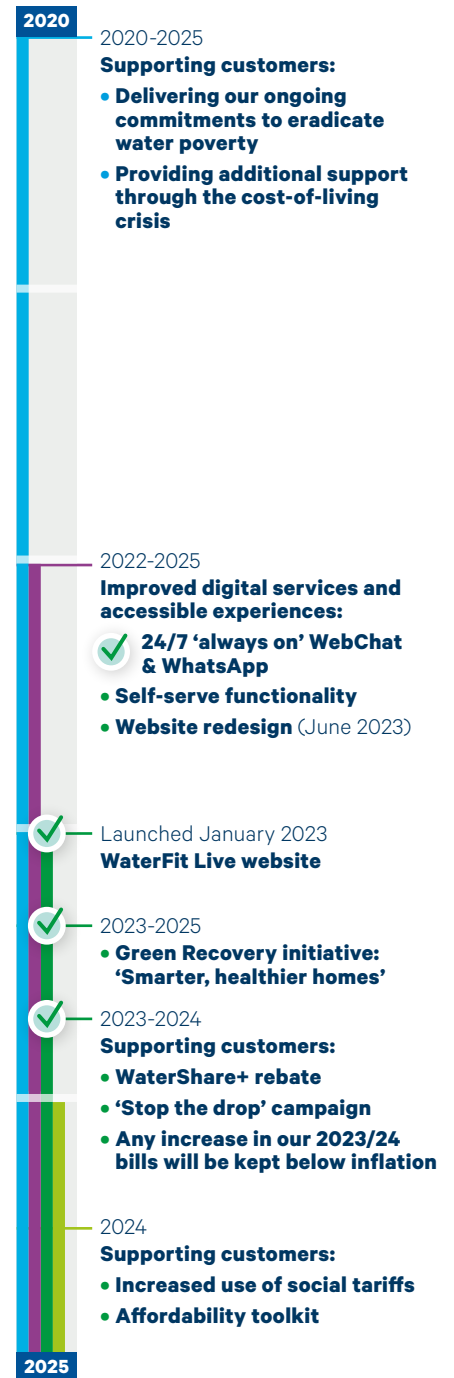 2020
2020-2025
Supporting customers:
• Delivering our ongoing
commitments to eradicate
water poverty
• Providing additional support
through the cost-of-living
crisis
2022-2025
Improved digital services and
accessible experiences:
24/7 ‘always on’ WebChat
& WhatsApp
• Self-serve functionality
• Website redesign (June 2023)
Launched January 2023
WaterFit Live website
2023-2025
• Green Recovery initiative:
‘Smarter, healthier homes’
2023-2024
Supporting customers:
• WaterShare+ rebate
• ‘Stop the drop’ campaign
• Any increase in our 2023/24
bills will be kept below inflation
2024
Supporting customers:
• Increased use of social tariffs
• Affordability toolkit
2025